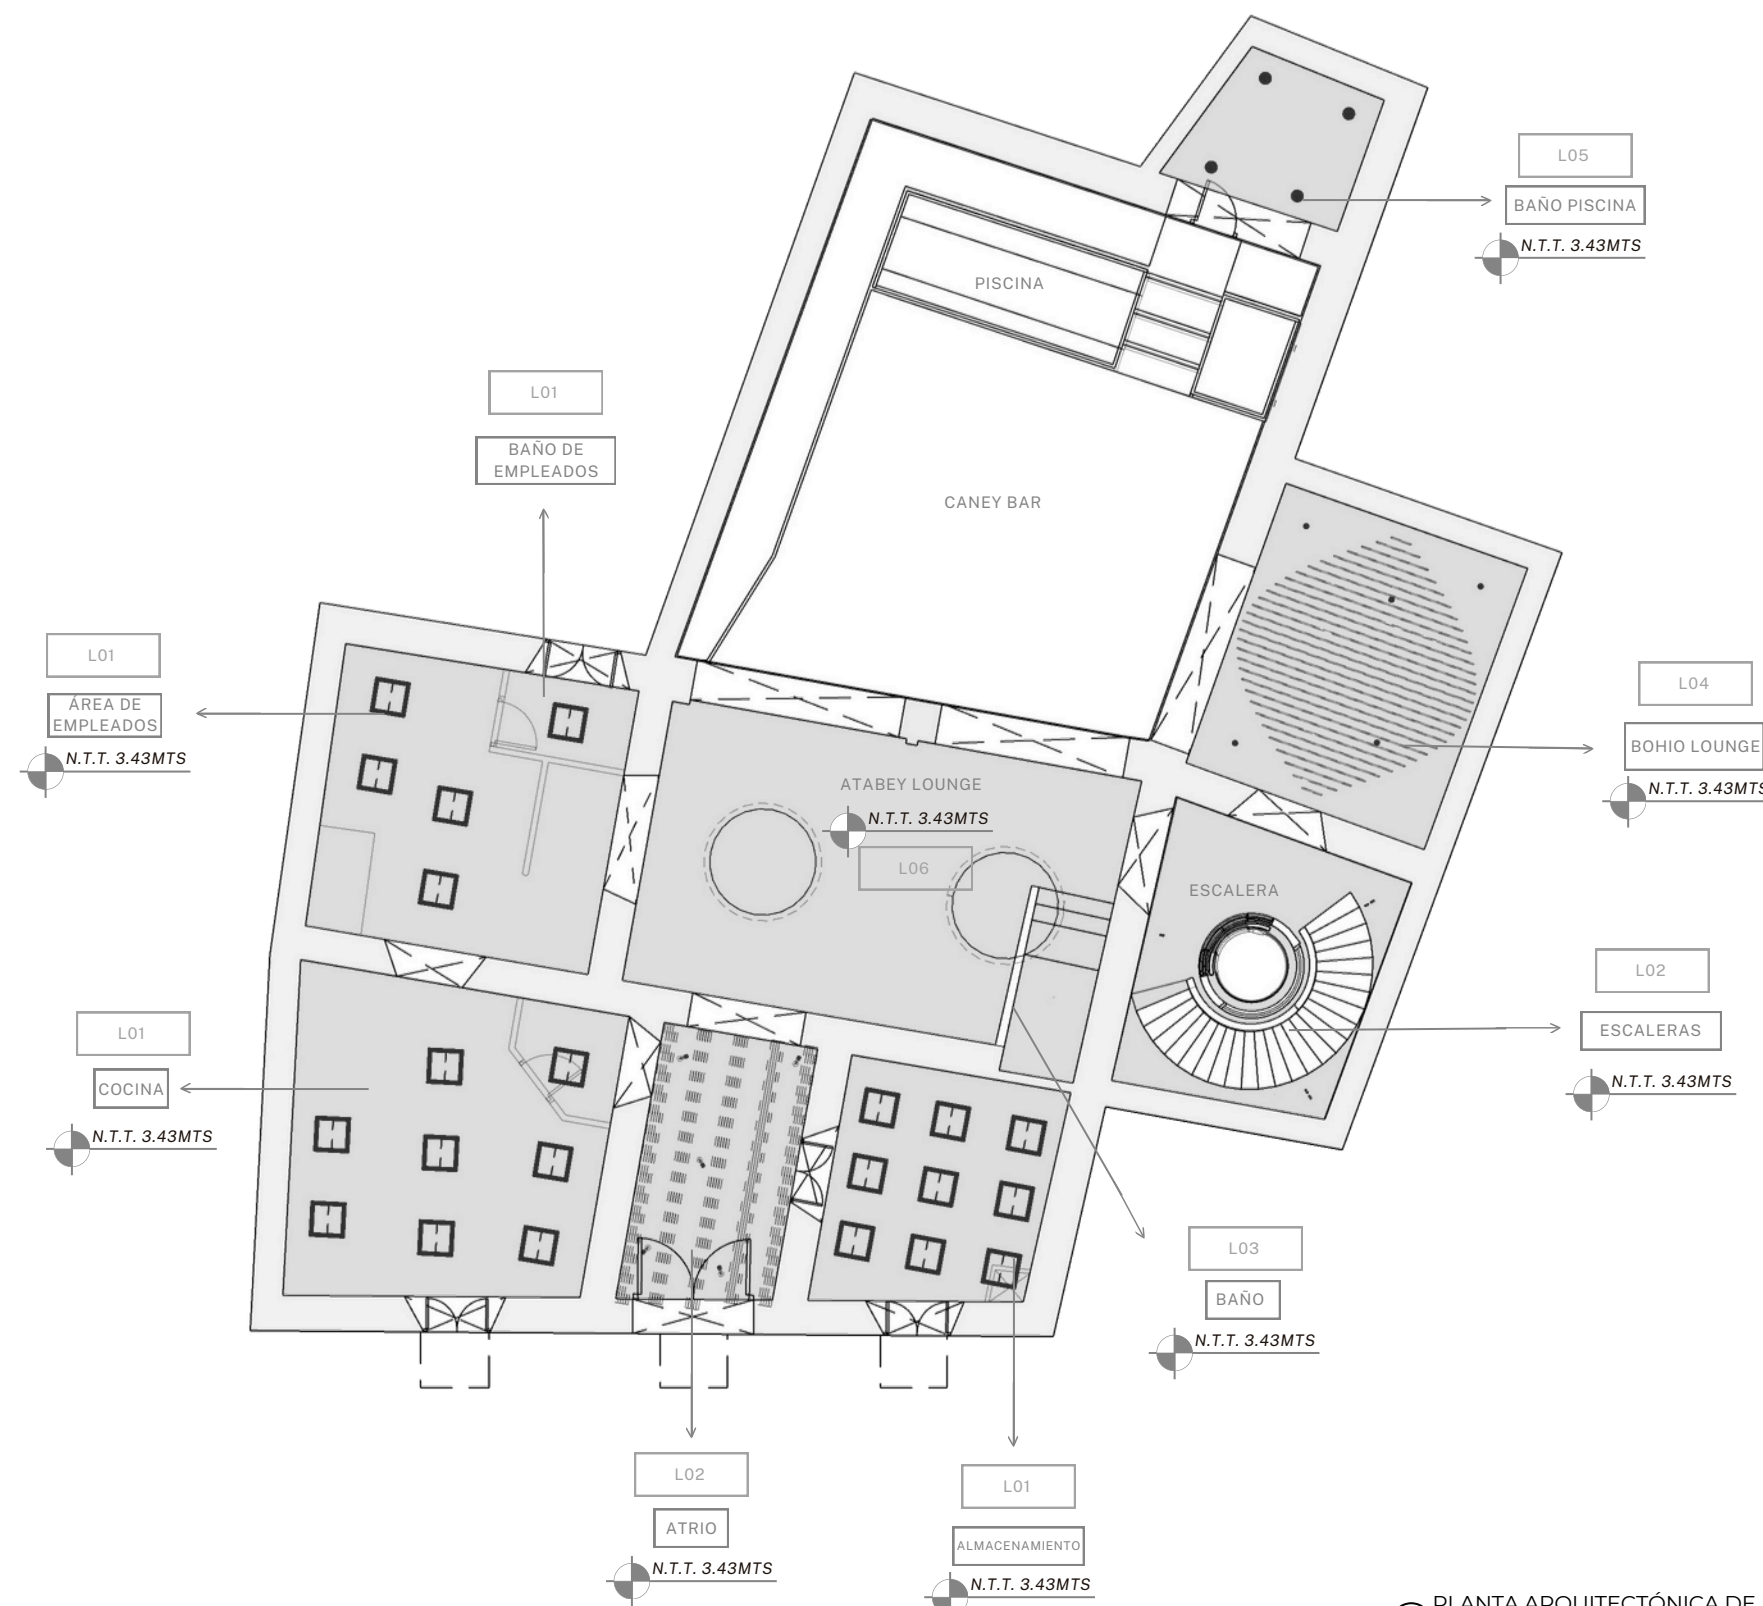 L05
BAÑO PISCINA
N.T.T. 3.43MTS
PISCINA
L01
BAÑO DE
EMPLEADOS
CANEY BAR
L01
ÁREA DE
EMPLEADOS
N.T.T. 3.43MTS
L04
BOHIO LOUNGE
N.T.T. 3.43MTS
ATABEY LOUNGE
N.T.T. 3.43MTS
L06
ESCALERA
L02
ESCALERAS
N.T.T. 3.43MTS
L01
COCINA
N.T.T. 3.43MTS
L03
BAÑO
N.T.T. 3.43MTS
L02
ATRIO
N.T.T. 3.43MTS
L01
ALMACENAMIENTO
N.T.T. 3.43MTS
PLANTA ARQUITECTÓNICA DE